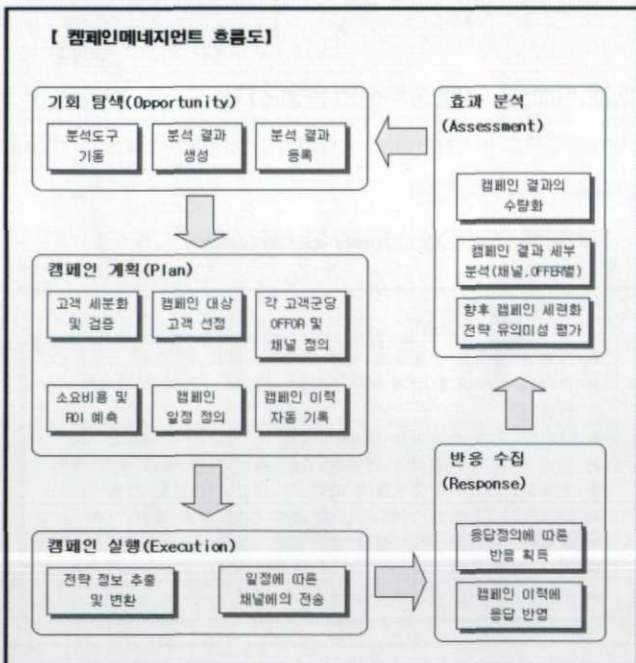 【 켐페인메네지먼트 흐름도】
기회 탐색(Opportunity)
분석도구
기동
분석 결과
생성
분석 결과
등록
캠페인 계획(Plan)
고객 세분화
및 검증
캠페인 대상
고객 선정
각 고객군당
OFFOR 및
채널 정의
소요비용 및
ROI 예측
캠페인
일정 정의
캠페인 이력
자동 기록
캠페인 실행(Execution)
전략 정보 추출
및 변환
일정에 따른
채널에의 전송
반응 수집
(Response)
응답정의에 따른
반응 획득
캠페인 이력에
응답 반영
효과 분석
(Assessment)
캠페인 결과의
수량화
캠페인 결과 세부
분석(채널,OFFER별)
향후 캠페인 세련화
전략 유의미성 평가